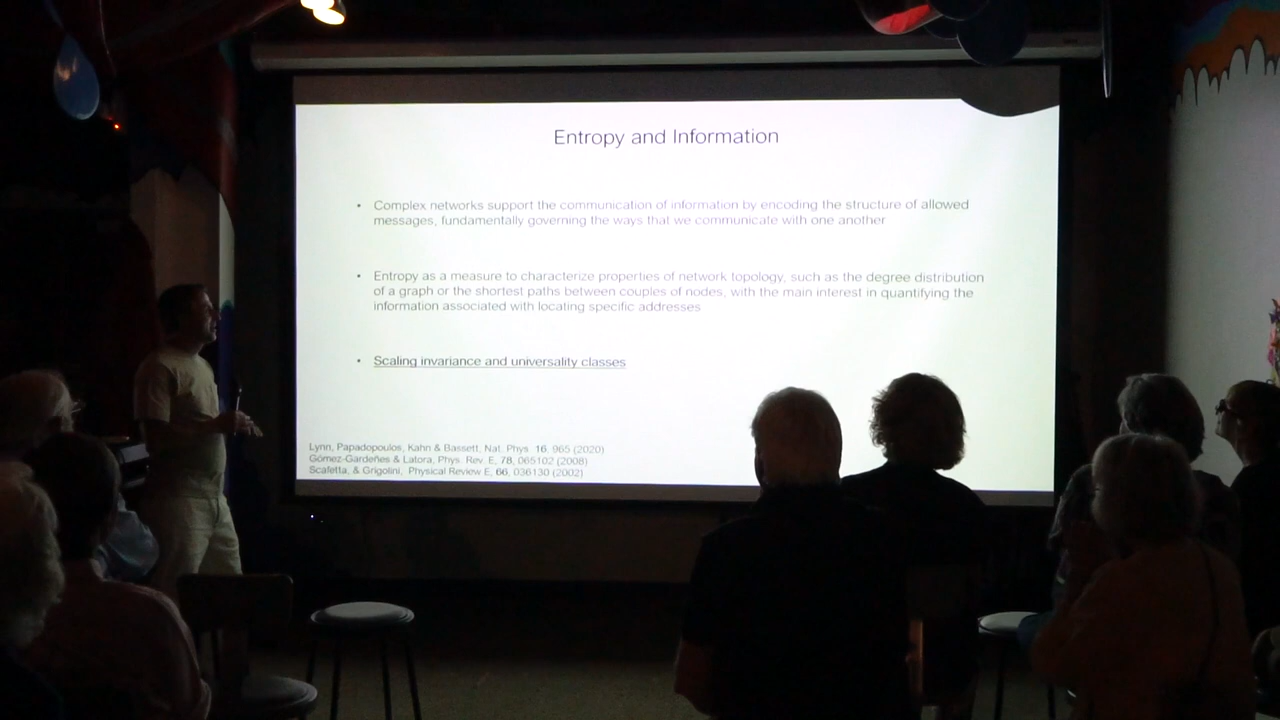 Entropy and Information
• Complex networks support the communication of information by encoding the structure of allowed
messages, fundamentally governing the ways that we communicate with one another
• Entropy as a measure to characterize properties of network topology, such as the degree distribution
of a graph or the shortest paths between couples of nodes, with the main interest in quantifying the
information associated with locating specific addresses
• Scaling invariance and universality classes
Lynn, Papadopoulos, Kahn & Bassett, Nat. Phys. 16, 965 (2020)
Gómez-Gardeñes & Latora, Phys. Rev. E, 78, 065102 (2008)
Scafetta, & Grigolini, Physical Review E, 66, 036130 (2002)